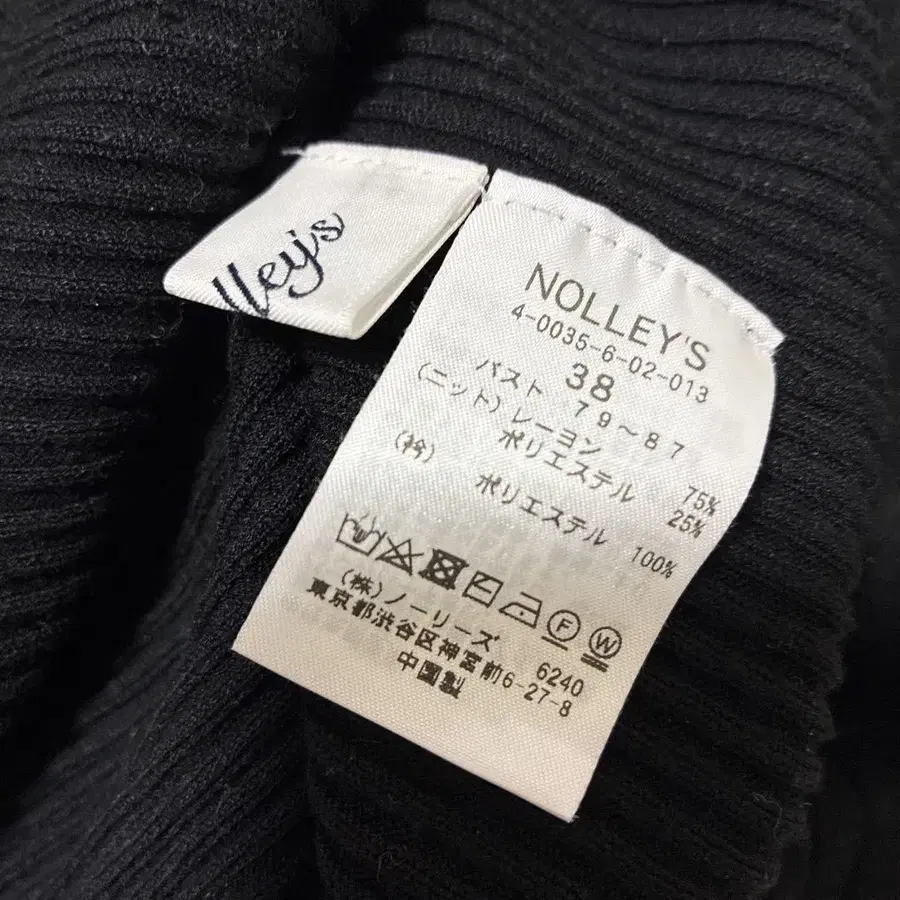 lley's
NOLLEY'S
4-0035-6-02-013
38
バスト 79~87
(ニット)レーヨン 75%
ポリエステル 25%
(衿) ポリエステル 100%
F W
(株)ノーリーズ 6240
東京都渋谷区神宮前6-27-8
中国製